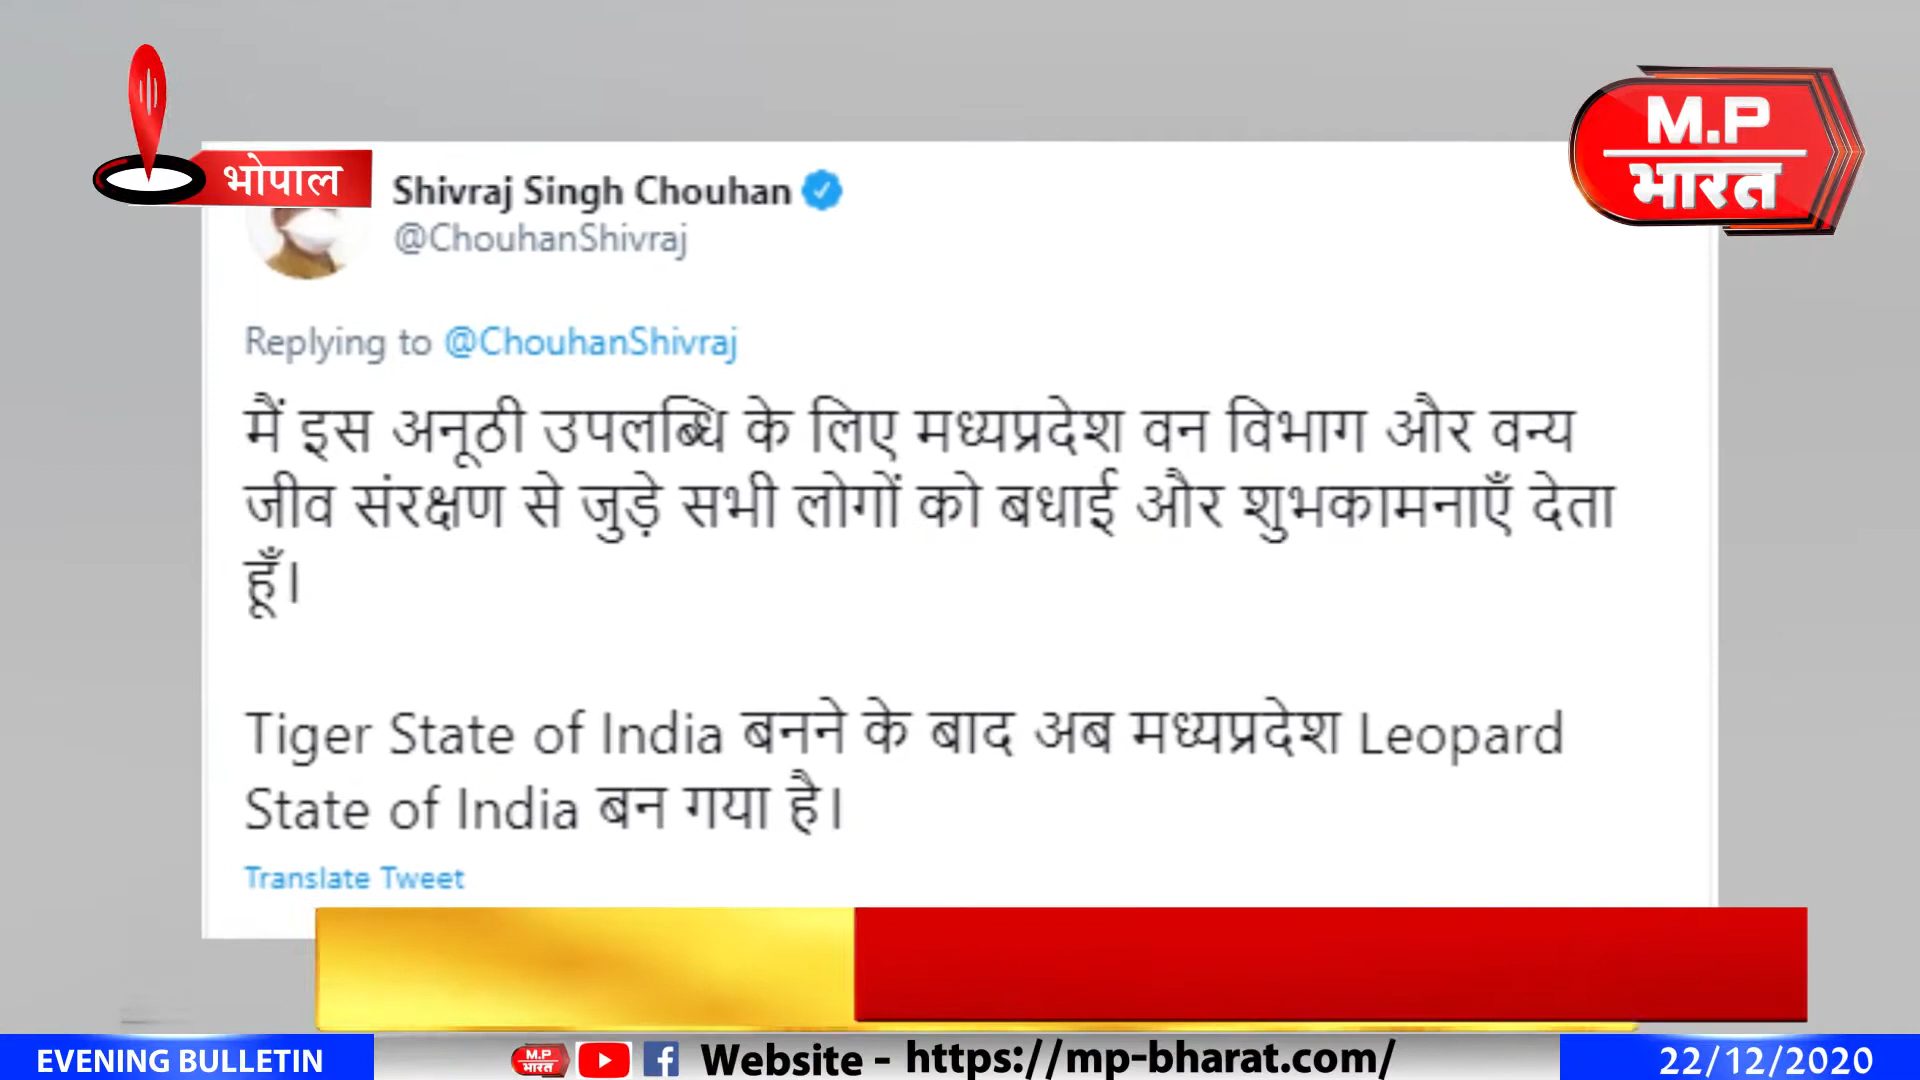 भोपाल
M.P
भारत
Shivraj Singh Chouhan
@ChouhanShivraj
Replying to @ChouhanShivraj
मैं इस अनूठी उपलब्धि के लिए मध्यप्रदेश वन विभाग और वन्य
जीव संरक्षण से जुड़े सभी लोगों को बधाई और शुभकामनाएँ देता
हूँ।
Tiger State of India बनने के बाद अब मध्यप्रदेश Leopard
State of India बन गया है।
Translate Tweet
EVENING BULLETIN
M.P
भारत
Website - https://mp-bharat.com/
22/12/2020